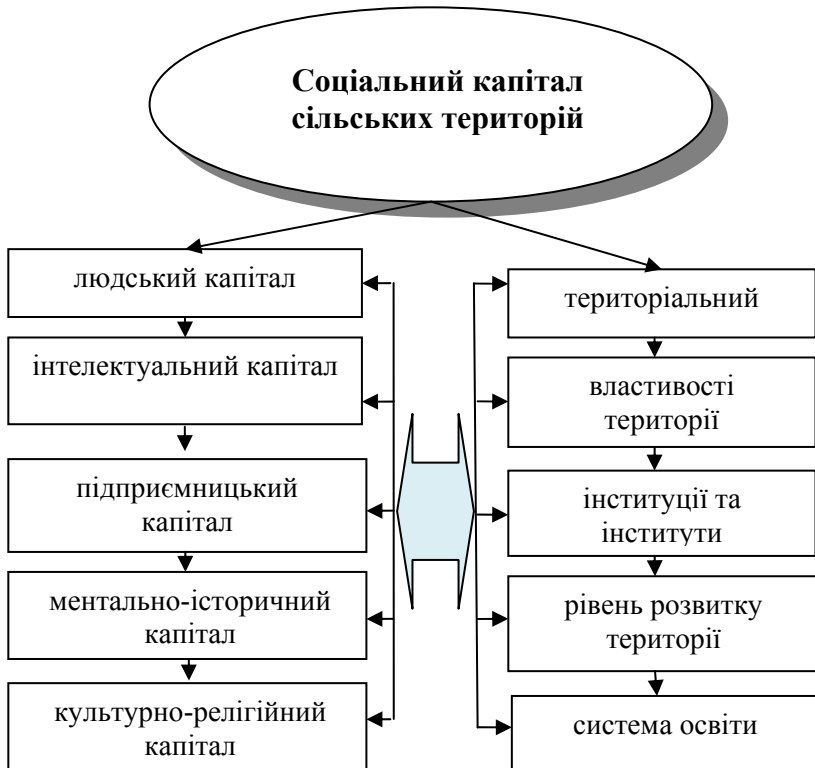 Соціальний капітал
сільських територій
людський капітал
інтелектуальний капітал
підприємницький
капітал
ментально-історичний
капітал
культурно-релігійний
капітал
територіальний
властивості
території
інституції та
інститути
рівень розвитку
території
система освіти